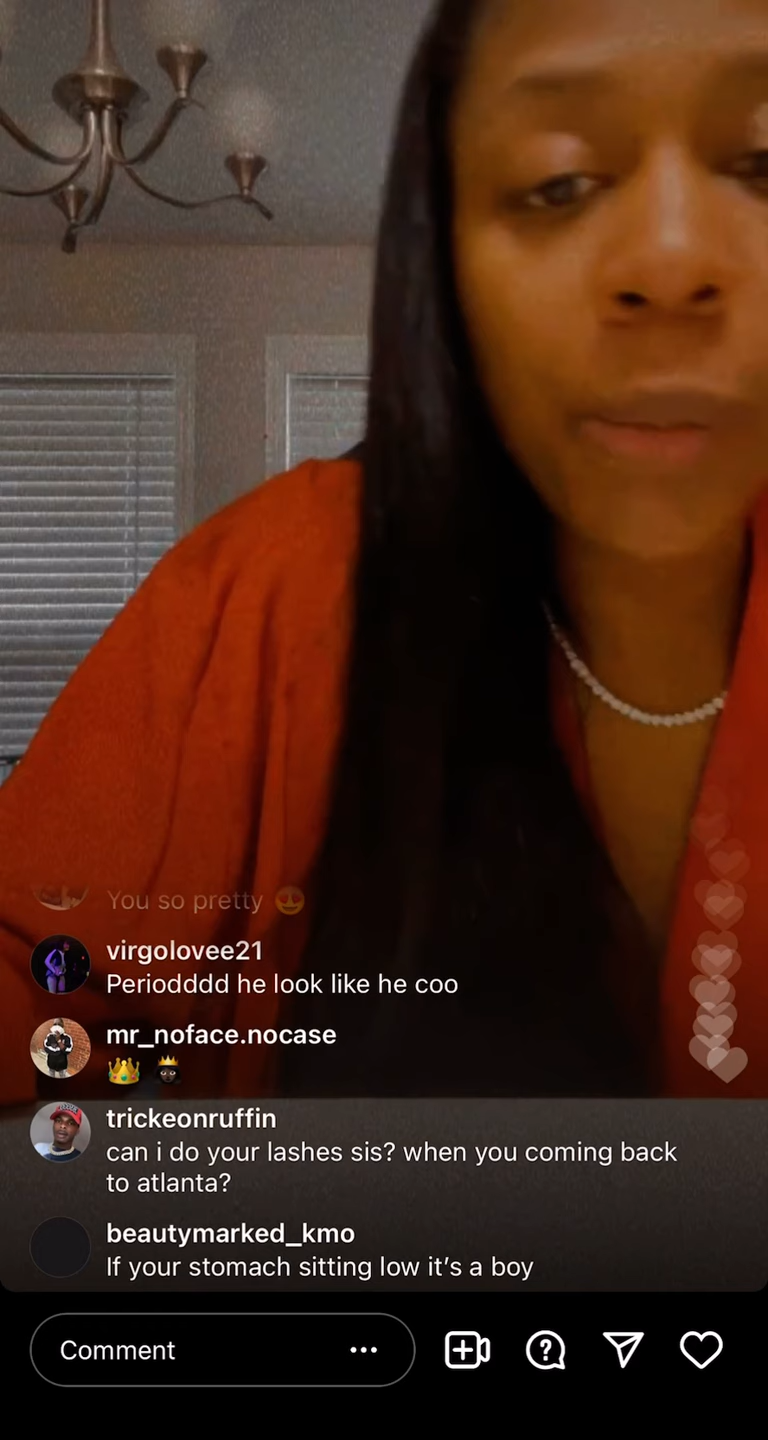 You so pretty 😍
virgolovee21
Periodddd he look like he coo
mr_noface.nocase
👑 🤴🏿
trickeonruffin
can i do your lashes sis? when you coming back
to atlanta?
beautymarked_kmo
If your stomach sitting low it’s a boy
Comment